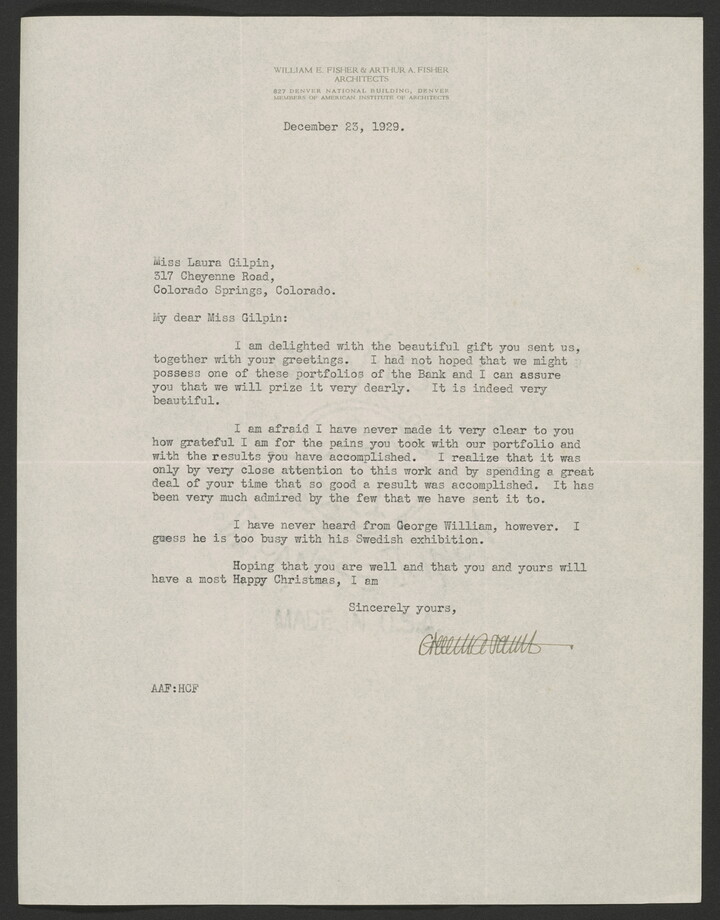 WILLIAM E. FISHER & ARTHUR A. FISHER
ARCHITECTS
827 DENVER NATIONAL BUILDING, DENVER
MEMBERS OF AMERICAN INSTITUTE OF ARCHITECTS
December 23, 1929.
Miss Laura Gilpin,
317 Cheyenne Road,
Colorado Springs, Colorado.
My dear Miss Gilpin:
I am delighted with the beautiful gift you sent us,
together with your greetings. I had not hoped that we might
possess one of these portfolios of the Bank and I can assure
you that we will prize it very dearly. It is indeed very
beautiful.
I am afraid I have never made it very clear to you
how grateful I am for the pains you took with our portfolio and
with the results you have accomplished. I realize that it was
only by very close attention to this work and by spending a great
deal of your time that so good a result was accomplished. It has
been very much admired by the few that we have sent it to.
I have never heard from George William, however. I
guess he is too busy with his Swedish exhibition.
Hoping that you are well and that you and yours will
have a most Happy Christmas, I am
Sincerely yours,
AAF:HCF
MADE IN U.S.A.